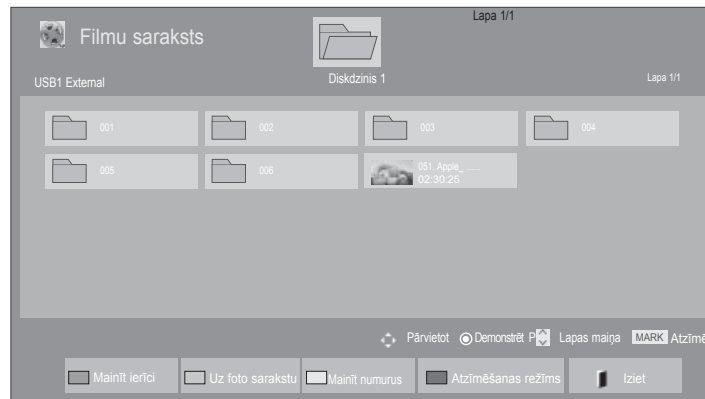 Lapa 1/1
Filmu saraksts
USB1 External
Diskdzinis 1
Lapa 1/1
001
002
003
004
005
006
051. Apple_ ......
02:30:25
Pārvietot
Demonstrēt
P
Lapas maiņa
MARK
Atzīmē
Mainīt ierīci
Uz foto sarakstu
Mainīt numurus
Atzīmēšanas režīms
Iziet